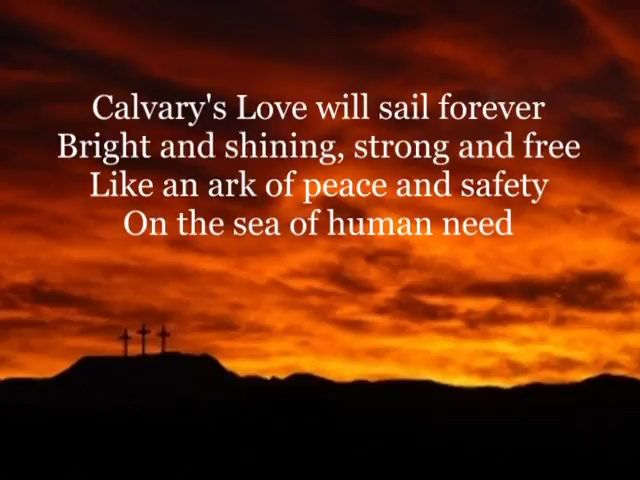 Calvary's Love will sail forever
Bright and shining, strong and free
Like an ark of peace and safety
On the sea of human need